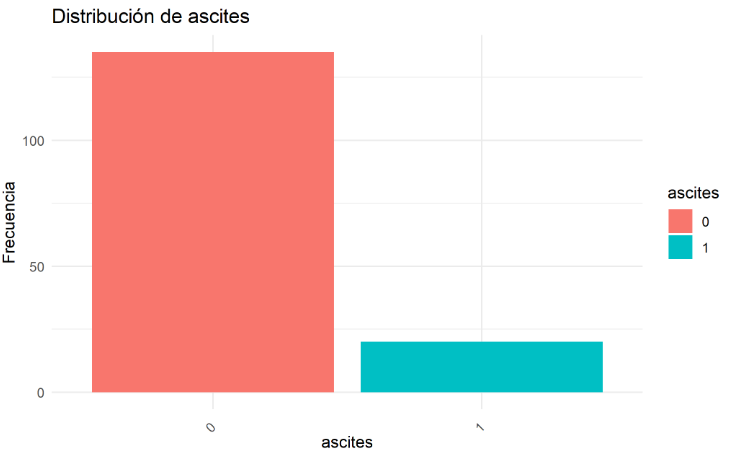 Distribución de ascites
Frecuencia
100
50
0
0
1
ascites
ascites
0
1